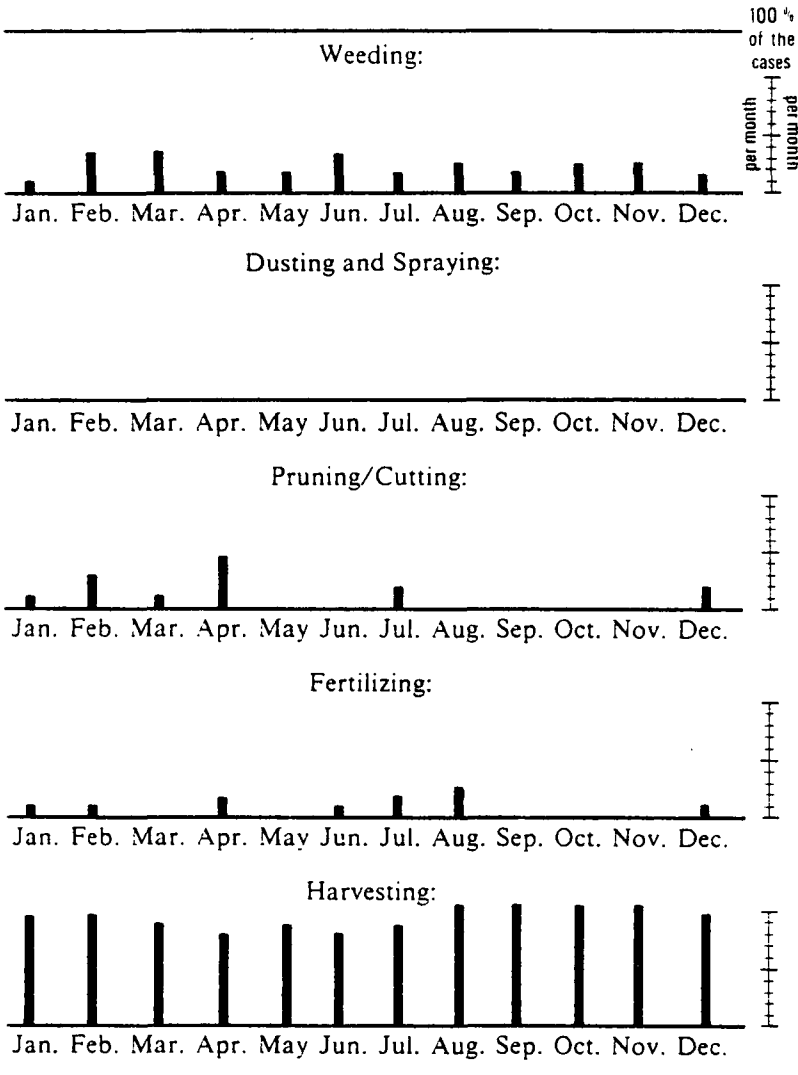 100 %
of the
cases
per month
per month
Weeding:
Jan. Feb. Mar. Apr. May Jun. Jul. Aug. Sep. Oct. Nov. Dec.
Dusting and Spraying:
Jan. Feb. Mar. Apr. May Jun. Jul. Aug. Sep. Oct. Nov. Dec.
Pruning/Cutting:
Jan. Feb. Mar. Apr. May Jun. Jul. Aug. Sep. Oct. Nov. Dec.
Fertilizing:
Jan. Feb. Mar. Apr. May Jun. Jul. Aug. Sep. Oct. Nov. Dec.
Harvesting:
Jan. Feb. Mar. Apr. May Jun. Jul. Aug. Sep. Oct. Nov. Dec.